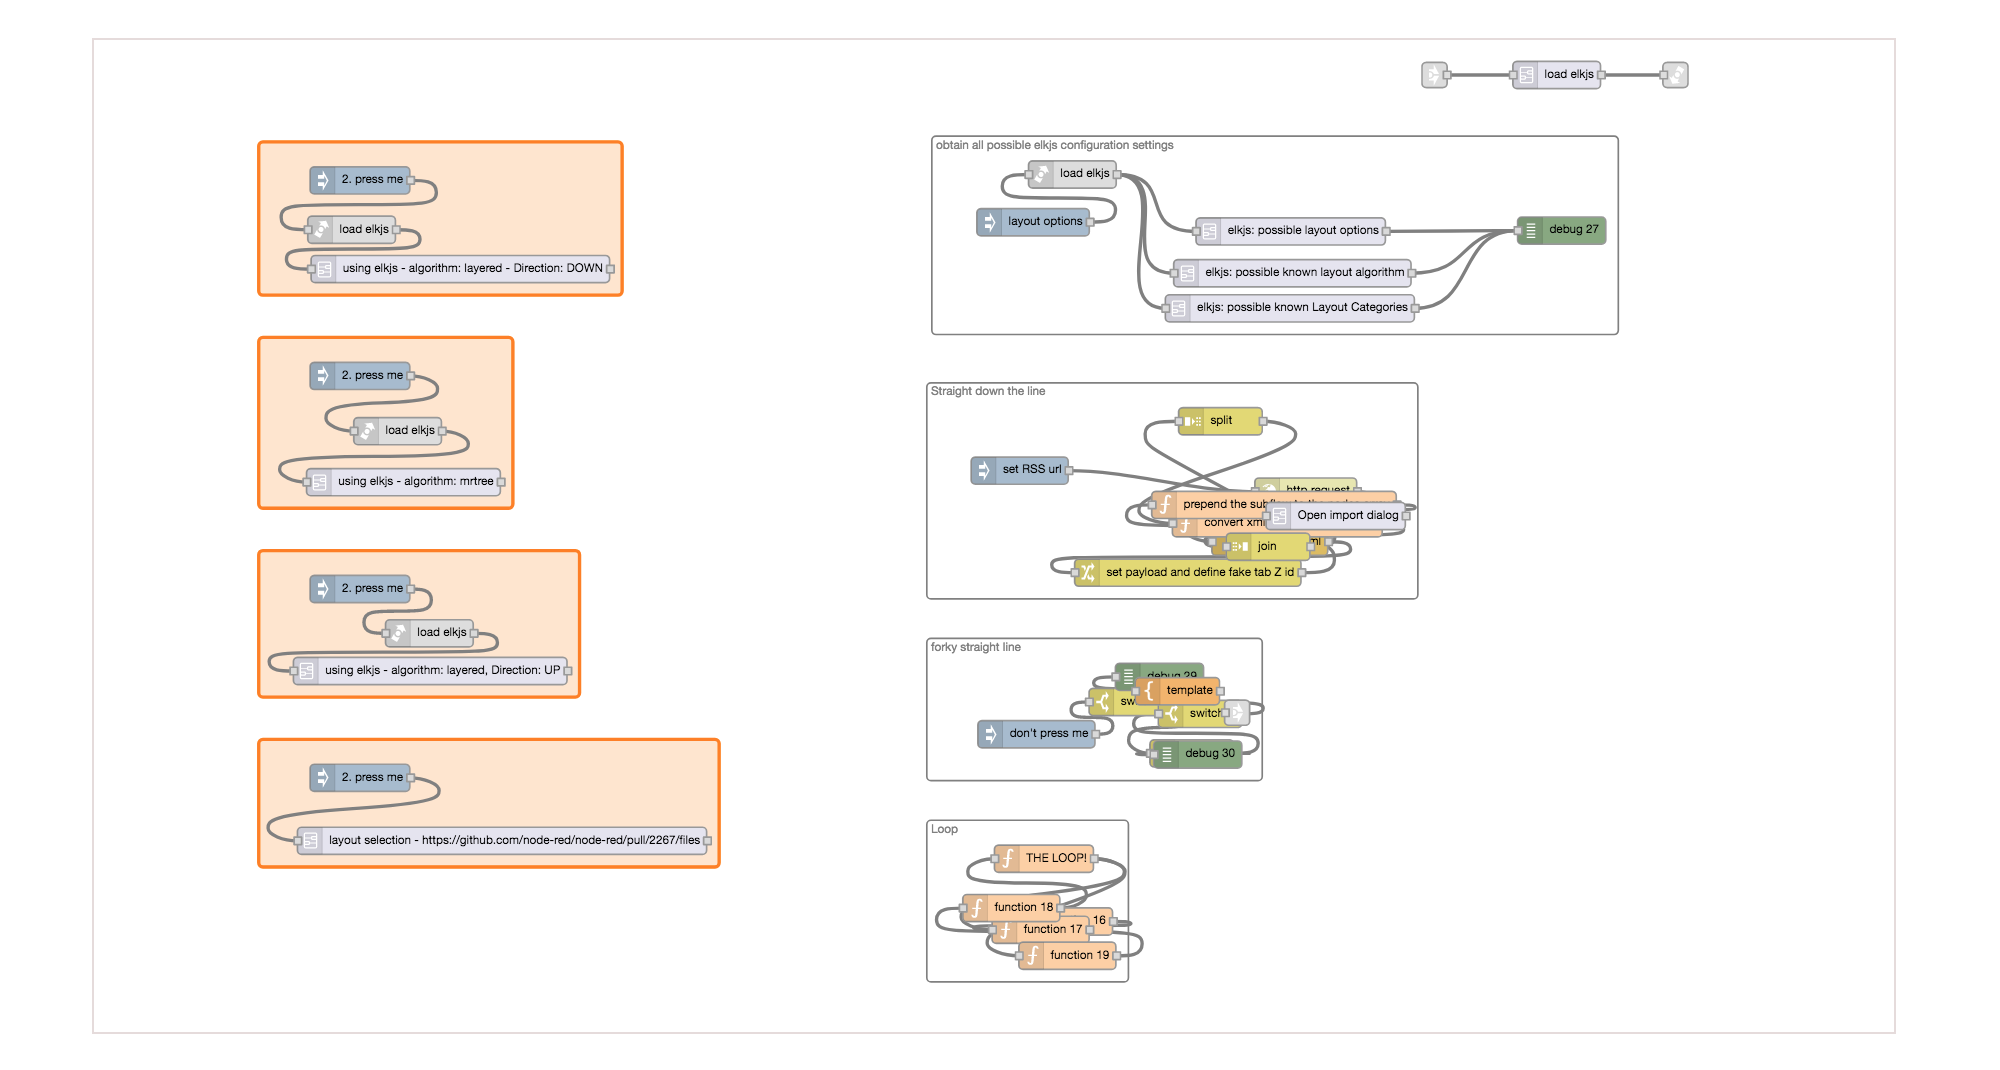 load elkjs
2. press me
load elkjs
using elkjs - algorithm: layered - Direction: DOWN
2. press me
load elkjs
using elkjs - algorithm: mrtree
2. press me
load elkjs
using elkjs - algorithm: layered, Direction: UP
2. press me
layout selection - https://github.com/node-red/node-red/pull/2267/files
obtain all possible elkjs configuration settings
load elkjs
layout options
elkjs: possible layout options
debug 27
elkjs: possible known layout algorithm
elkjs: possible known Layout Categories
Straight down the line
split
set RSS url
http request
prepend the
Open import dialog
convert xml
join
set payload and define fake tab Z id
forky straight line
debug 29
template
switch
don't press me
debug 30
Loop
THE LOOP!
function 18
16
function 17
function 19